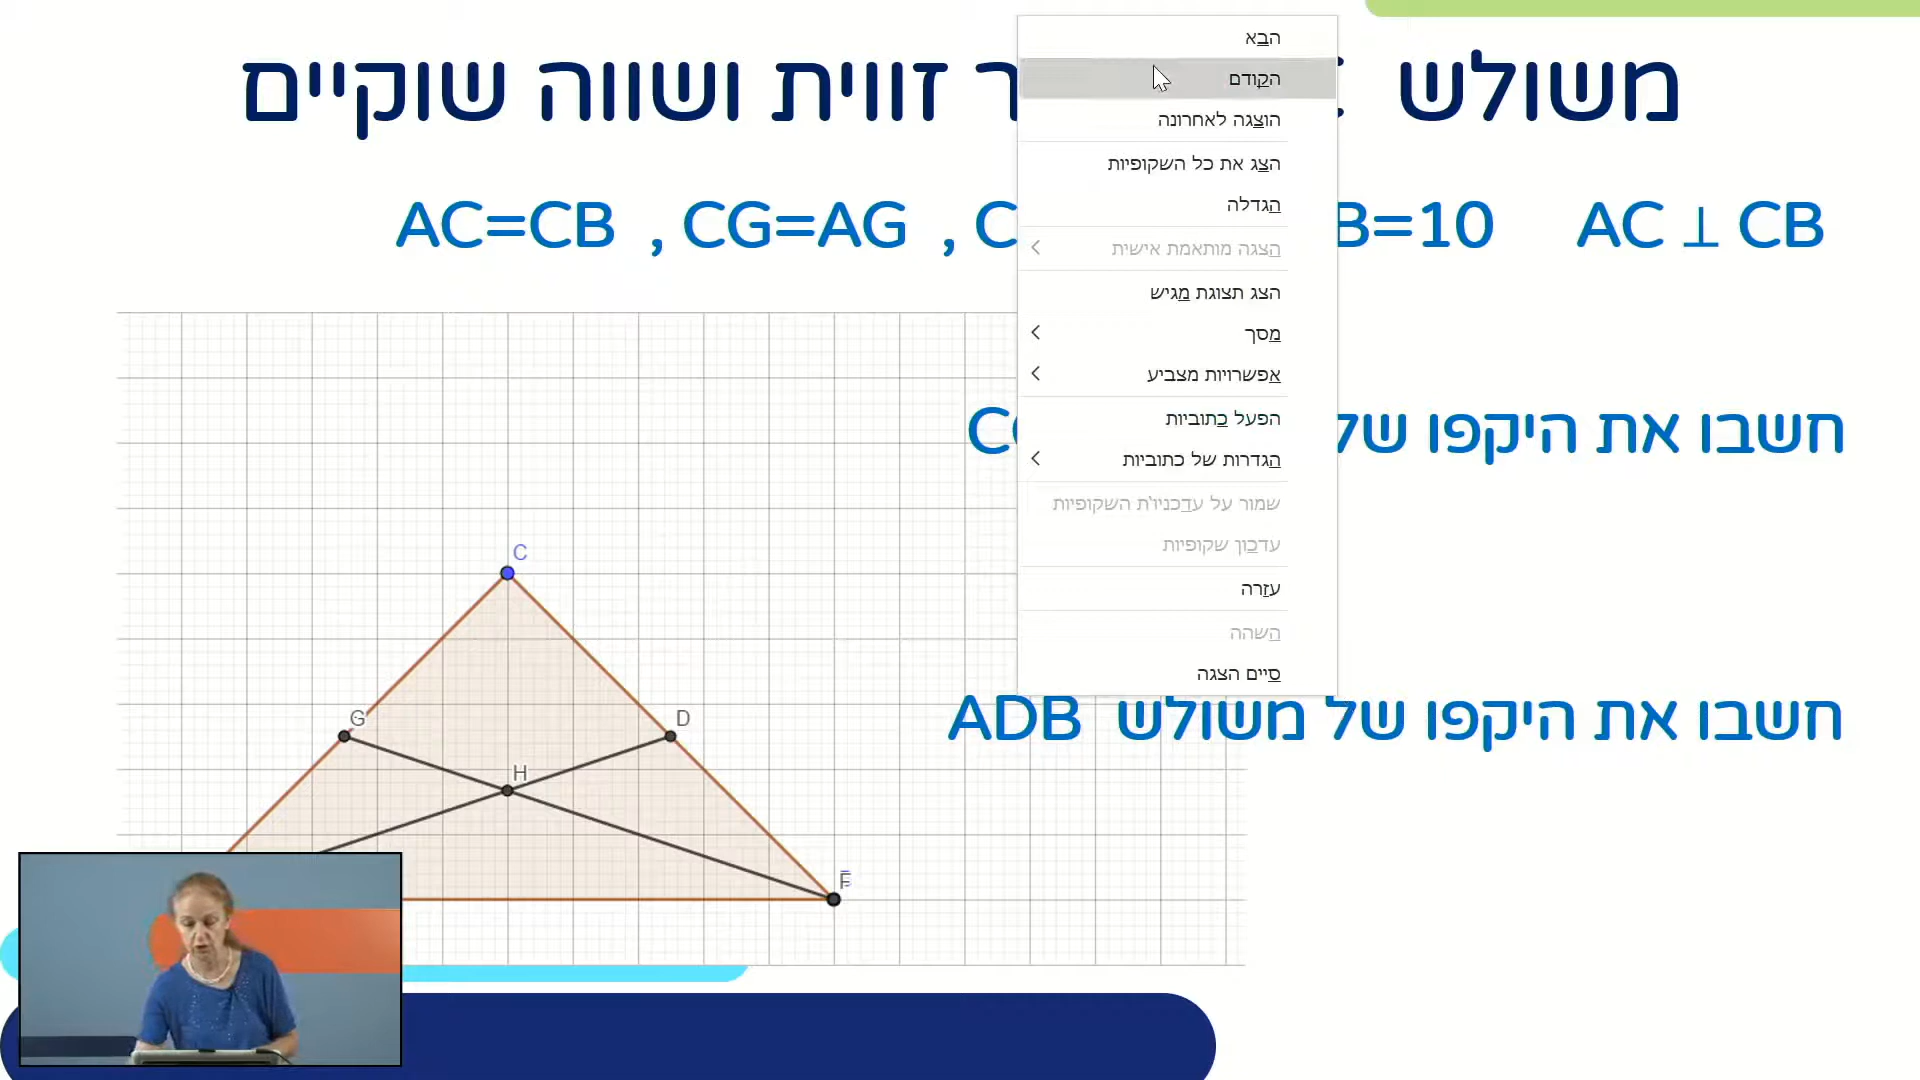 משולש ר זווית ושווה שוקיים
AC=CB , CG=AG , C B=10 AC ⊥ CB
חשבו את היקפו של
חשבו את היקפו של משולש ADB
הבא
הקודם
הוצגה לאחרונה
הצג את כל השקופיות
הגדלה
הצגה מותאמת אישית
הצג תצוגת מגיש
מסך
אפשרויות מצביע
הפעל כתוביות
הגדרות של כתוביות
שמור על עדכניות השקופיות
עדכון שקופיות
עזרה
השהה
סיים הצגה
C
G
D
H